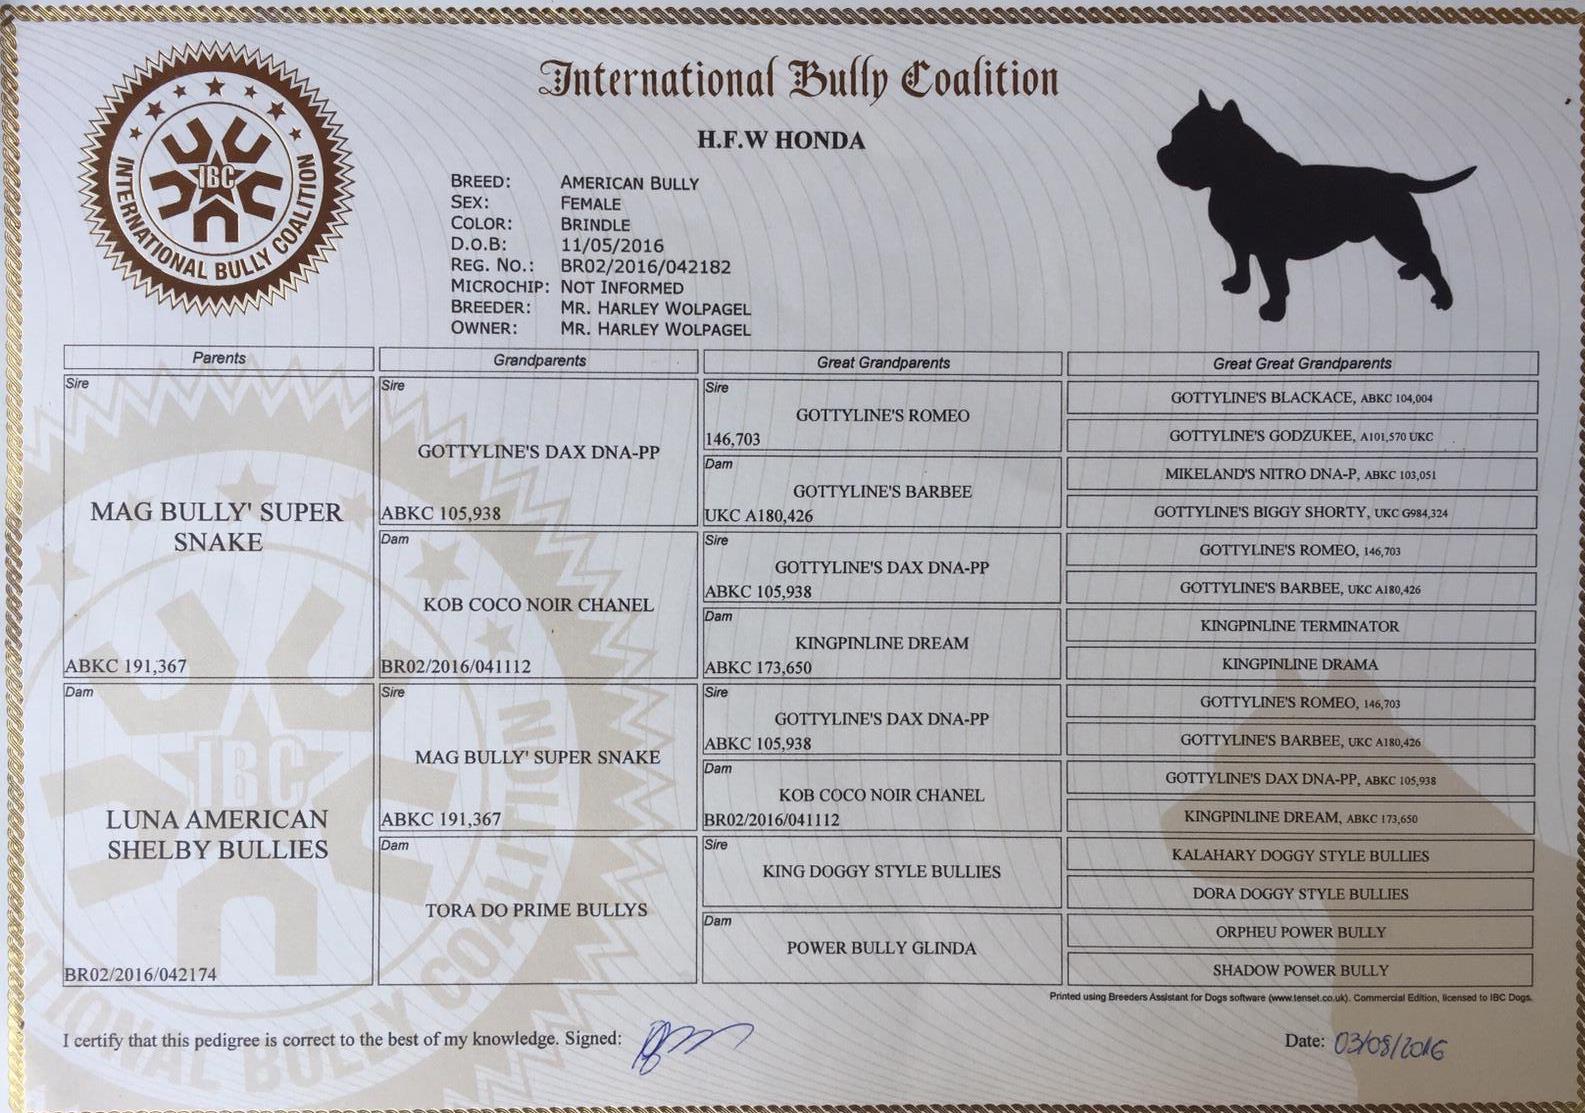 International Bully Coalition
H.F.W HONDA
INTERNATIONAL BULLY COALITION
IBC
BREED: AMERICAN BULLY
SEX: FEMALE
COLOR: BRINDLE
D.O.B: 11/05/2016
REG. NO.: BR02/2016/042182
MICROCHIP: NOT INFORMED
BREEDER: MR. HARLEY WOLPAGEL
OWNER: MR. HARLEY WOLPAGEL
Parents
Sire
MAG BULLY' SUPER
SNAKE
ABKC 191,367
Dam
LUNA AMERICAN
SHELBY BULLIES
BR02/2016/042174
Grandparents
Sire
GOTTYLINE'S DAX DNA-PP
ABKC 105,938
Dam
KOB COCO NOIR CHANEL
BR02/2016/041112
Sire
MAG BULLY' SUPER SNAKE
ABKC 191,367
Dam
TORA DO PRIME BULLYS
Great Grandparents
Sire
GOTTYLINE'S ROMEO
146,703
Dam
GOTTYLINE'S BARBEE
UKC A180,426
Sire
GOTTYLINE'S DAX DNA-PP
ABKC 105,938
Dam
KINGPINLINE DREAM
ABKC 173,650
Sire
GOTTYLINE'S DAX DNA-PP
ABKC 105,938
Dam
KOB COCO NOIR CHANEL
BR02/2016/041112
Sire
KING DOGGY STYLE BULLIES
Dam
POWER BULLY GLINDA
Great Great Grandparents
GOTTYLINE'S BLACKACE, ABKC 104,004
GOTTYLINE'S GODZUKEE, A101,570 UKC
MIKELAND'S NITRO DNA-P, ABKC 103,051
GOTTYLINE'S BIGGY SHORTY, UKC G984,324
GOTTYLINE'S ROMEO, 146,703
GOTTYLINE'S BARBEE, UKC A180,426
KINGPINLINE TERMINATOR
KINGPINLINE DRAMA
GOTTYLINE'S ROMEO, 146,703
GOTTYLINE'S BARBEE, UKC A180,426
GOTTYLINE'S DAX DNA-PP, ABKC 105,938
KINGPINLINE DREAM, ABKC 173,650
KALAHARY DOGGY STYLE BULLIES
DORA DOGGY STYLE BULLIES
ORPHEU POWER BULLY
SHADOW POWER BULLY
Printed using Breeders Assistant for Dogs software (www.tenset.co.uk). Commercial Edition, licensed to IBC Dogs.
I certify that this pedigree is correct to the best of my knowledge. Signed:
Date: 03/08/2016